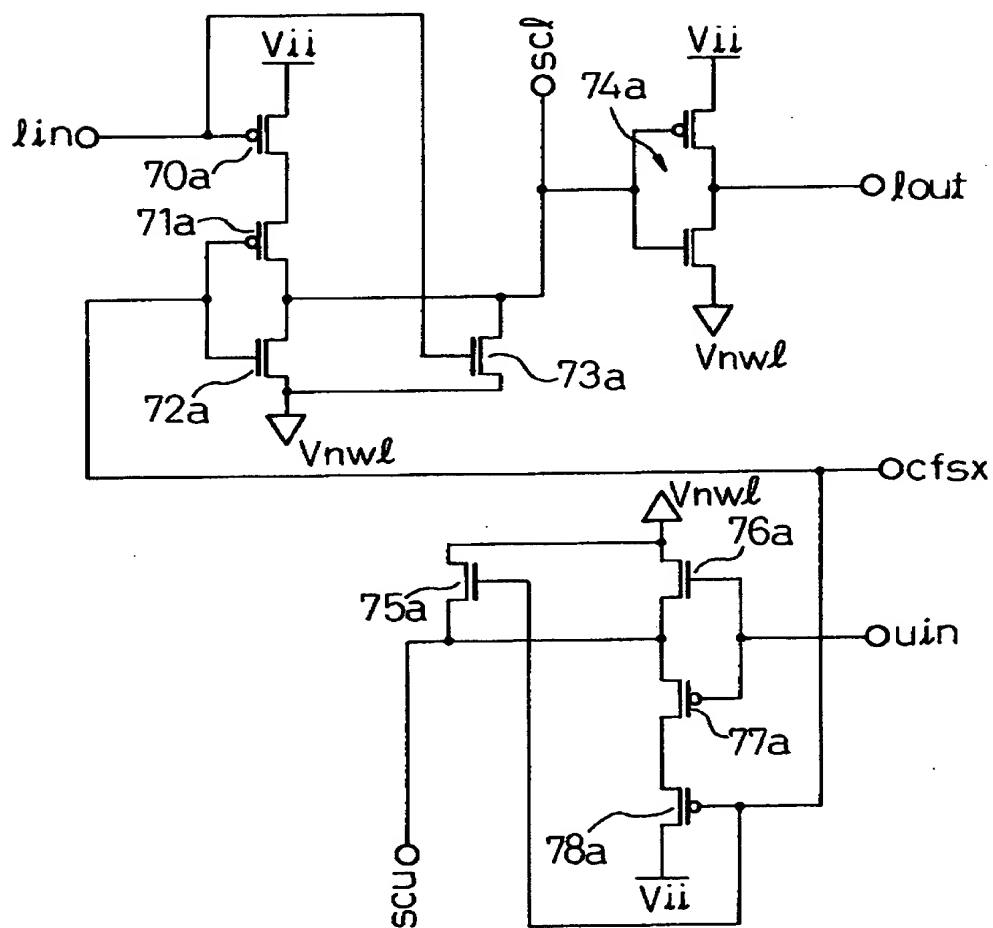 Vii
scl
Vii
lin
74a
70a
lout
71a
72a
73a
Vnwl
Vnwl
cfsx
Vnwl
76a
75a
uin
77a
78a
scu
Vii